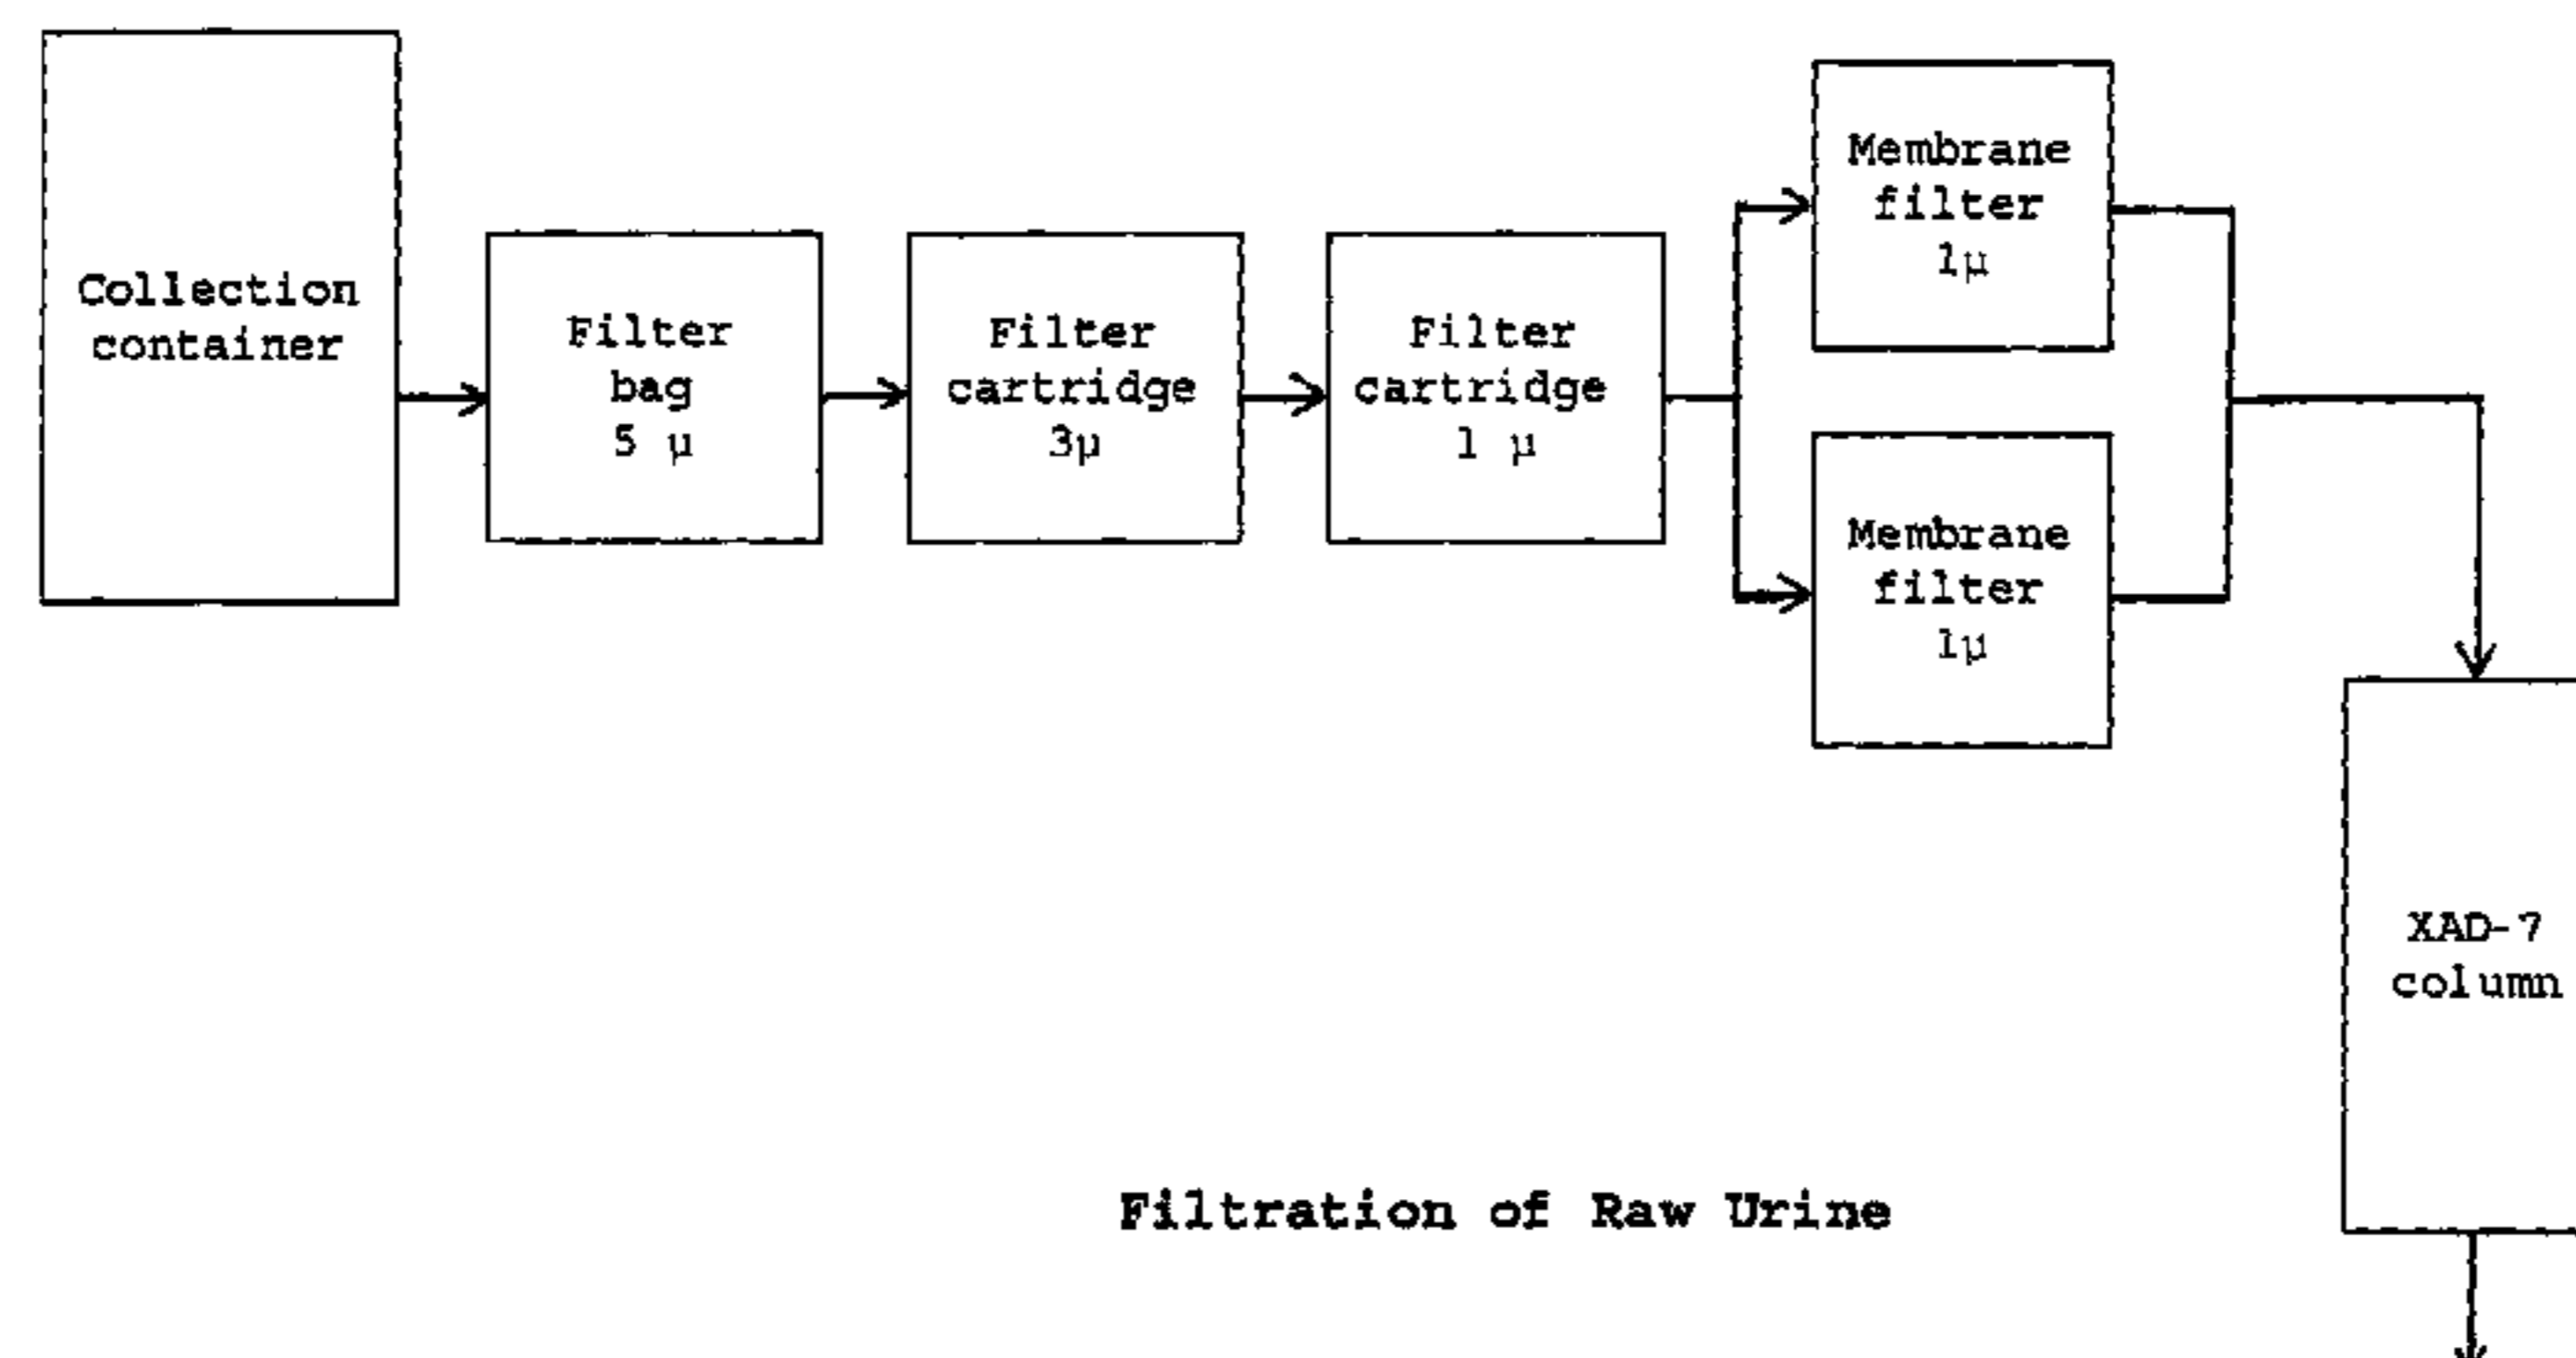 Collection
container
Filter
bag
5 µ
Filter
cartridge
3µ
Filter
cartridge
1 µ
Membrane
filter
1µ
Membrane
filter
1µ
XAD-7
column
Filtration of Raw Urine